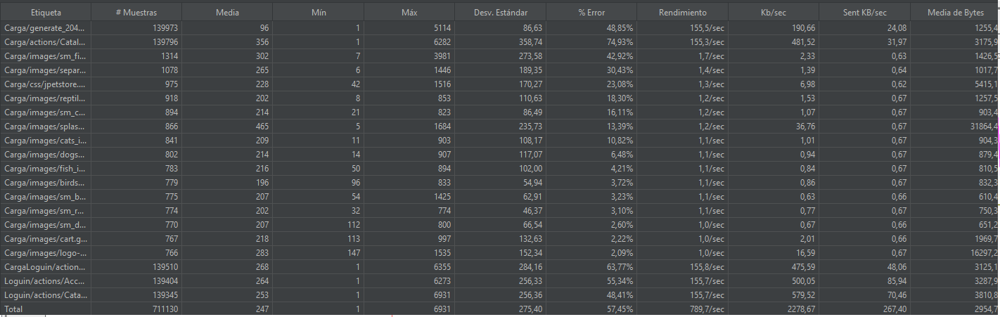 Etiqueta # Muestras Media Mín Máx Desv. Estándar % Error Rendimiento Kb/sec Sent KB/sec Media de Bytes
Carga/generate_204... 139973 96 1 5114 86,63 48,85% 155,5/sec 190,66 24,08 1255,4
Carga/actions/Catal... 139796 356 1 6282 358,74 74,93% 155,3/sec 481,52 31,97 3175,9
Carga/images/sm_fi... 1314 302 7 3981 273,58 42,92% 1,7/sec 2,33 0,63 1426,5
Carga/images/separ... 1078 265 6 1446 189,35 30,43% 1,4/sec 1,39 0,64 1017,7
Carga/css/jpetstore.... 975 228 42 1516 170,27 23,08% 1,3/sec 6,98 0,62 5415,1
Carga/images/reptil... 918 202 8 853 110,63 18,30% 1,2/sec 1,53 0,67 1257,5
Carga/images/sm_c... 894 214 21 823 86,49 16,11% 1,2/sec 1,07 0,67 903,4
Carga/images/splas... 866 465 5 1684 235,73 13,39% 1,2/sec 36,76 0,67 31864,4
Carga/images/cats_i... 841 209 11 903 108,17 10,82% 1,1/sec 1,01 0,67 904,3
Carga/images/dogs... 802 214 14 907 117,07 6,48% 1,1/sec 0,94 0,67 879,4
Carga/images/fish_i... 783 216 50 894 102,00 4,21% 1,1/sec 0,84 0,67 810,5
Carga/images/birds... 779 196 96 833 54,94 3,72% 1,1/sec 0,86 0,67 832,3
Carga/images/sm_b... 775 207 54 1425 62,91 3,23% 1,1/sec 0,63 0,66 610,4
Carga/images/sm_r... 774 202 32 774 46,37 3,10% 1,1/sec 0,77 0,67 750,3
Carga/images/sm_d... 770 207 112 800 66,54 2,60% 1,0/sec 0,67 0,66 651,2
Carga/images/cart.g... 767 218 113 997 132,63 2,22% 1,0/sec 2,01 0,66 1969,7
Carga/images/logo-... 766 283 147 1535 152,34 2,09% 1,0/sec 16,59 0,67 16297,2
CargaLoguin/action... 139510 268 1 6355 284,16 63,77% 155,8/sec 475,59 48,06 3125,1
Loguin/actions/Acc... 139404 264 1 6273 256,33 55,34% 155,7/sec 500,05 85,94 3287,9
Loguin/actions/Cata... 139345 253 1 6931 256,36 48,41% 155,7/sec 579,52 70,46 3810,8
Total 711130 247 1 6931 275,40 57,45% 789,7/sec 2278,67 267,40 2954,7